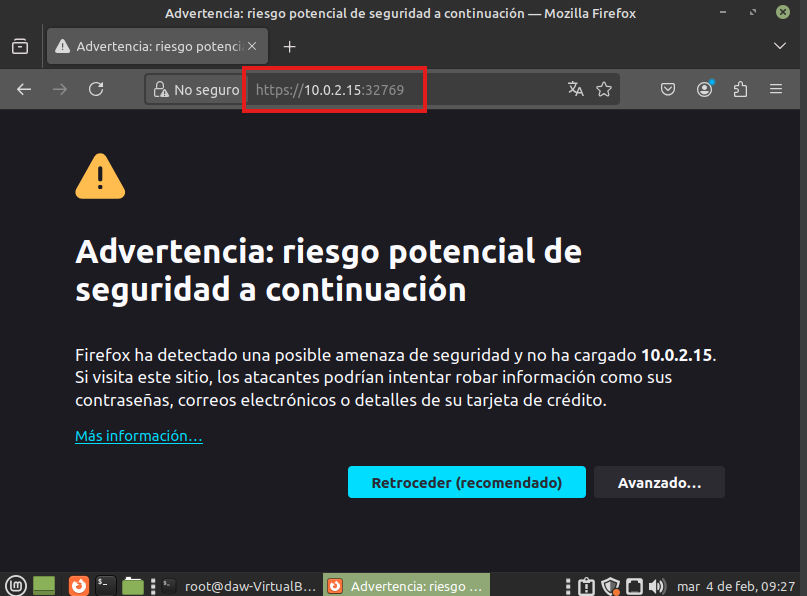 Advertencia: riesgo potencial de seguridad a continuación — Mozilla Firefox
Advertencia: riesgo potenci
No seguro
https://10.0.2.15:32769
Advertencia: riesgo potencial de
seguridad a continuación
Firefox ha detectado una posible amenaza de seguridad y no ha cargado 10.0.2.15.
Si visita este sitio, los atacantes podrían intentar robar información como sus
contraseñas, correos electrónicos o detalles de su tarjeta de crédito.
Más información...
Retroceder (recomendado)
Avanzado...
root@daw-VirtualB...
Advertencia: riesgo ...
mar 4 de feb, 09:27